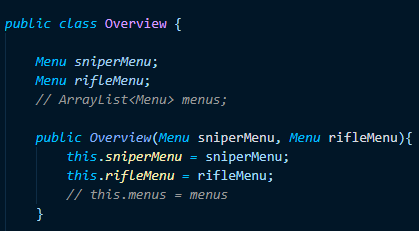 public class Overview {
Menu sniperMenu;
Menu rifleMenu;
// ArrayList<Menu> menus;
public Overview(Menu sniperMenu, Menu rifleMenu){
this.sniperMenu = sniperMenu;
this.rifleMenu = rifleMenu;
// this.menus = menus
}